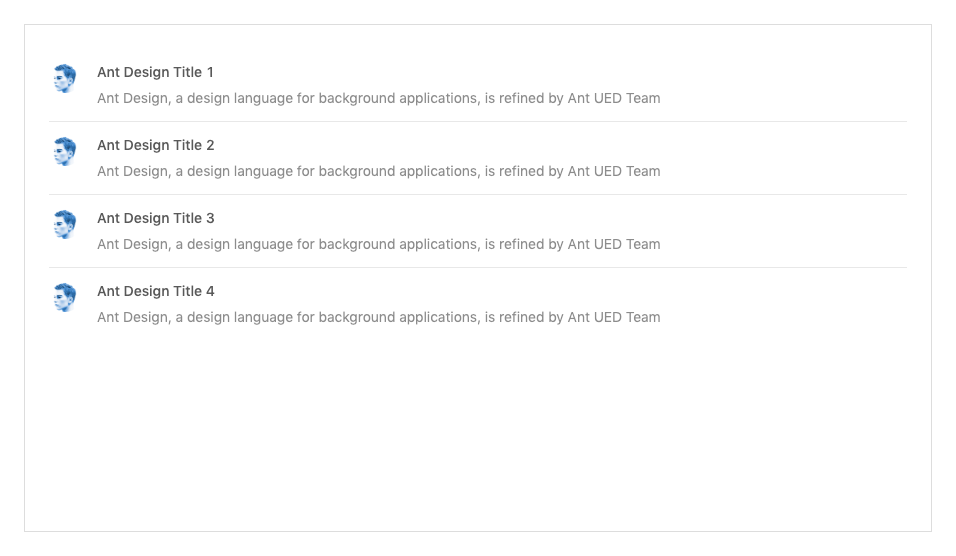 Ant Design Title 1
Ant Design, a design language for background applications, is refined by Ant UED Team
Ant Design Title 2
Ant Design, a design language for background applications, is refined by Ant UED Team
Ant Design Title 3
Ant Design, a design language for background applications, is refined by Ant UED Team
Ant Design Title 4
Ant Design, a design language for background applications, is refined by Ant UED Team